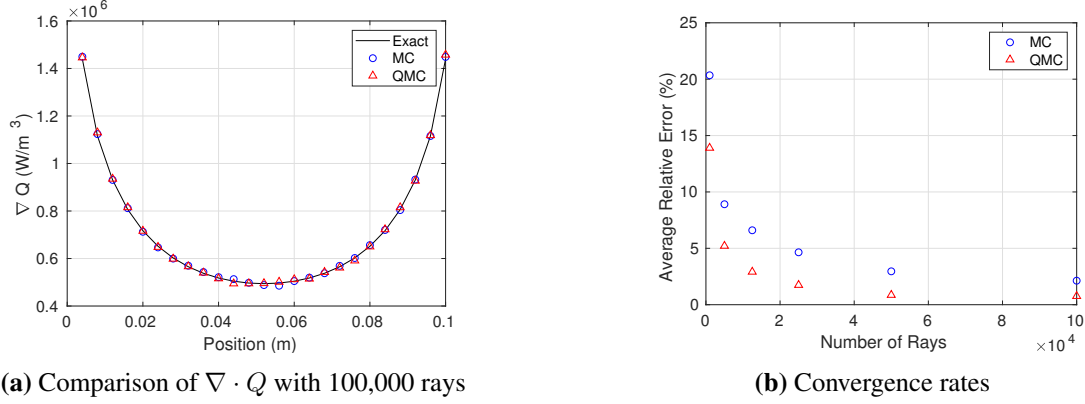 × 10^6
1.6
1.4
1.2
1
0.8
0.6
0.4
∇ Q (W/m^3)
0
0.02
0.04
0.06
0.08
0.1
Position (m)
Exact
MC
QMC
(a) Comparison of ∇ · Q with 100,000 rays
25
20
15
10
5
0
Average Relative Error (%)
0
2
4
6
8
10
×10^4
Number of Rays
MC
QMC
(b) Convergence rates